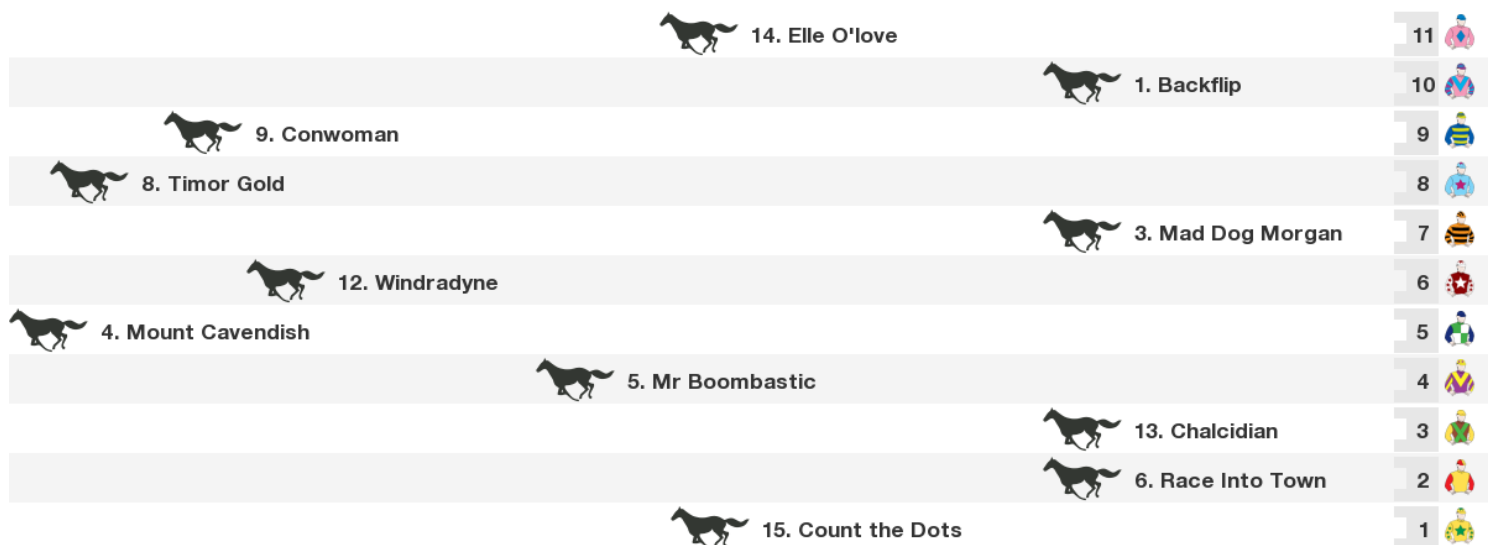 14. Elle O'love 11
1. Backflip 10
9. Conwoman 9
8. Timor Gold 8
3. Mad Dog Morgan 7
12. Windradyne 6
4. Mount Cavendish 5
5. Mr Boombastic 4
13. Chalcidian 3
6. Race Into Town 2
15. Count the Dots 1